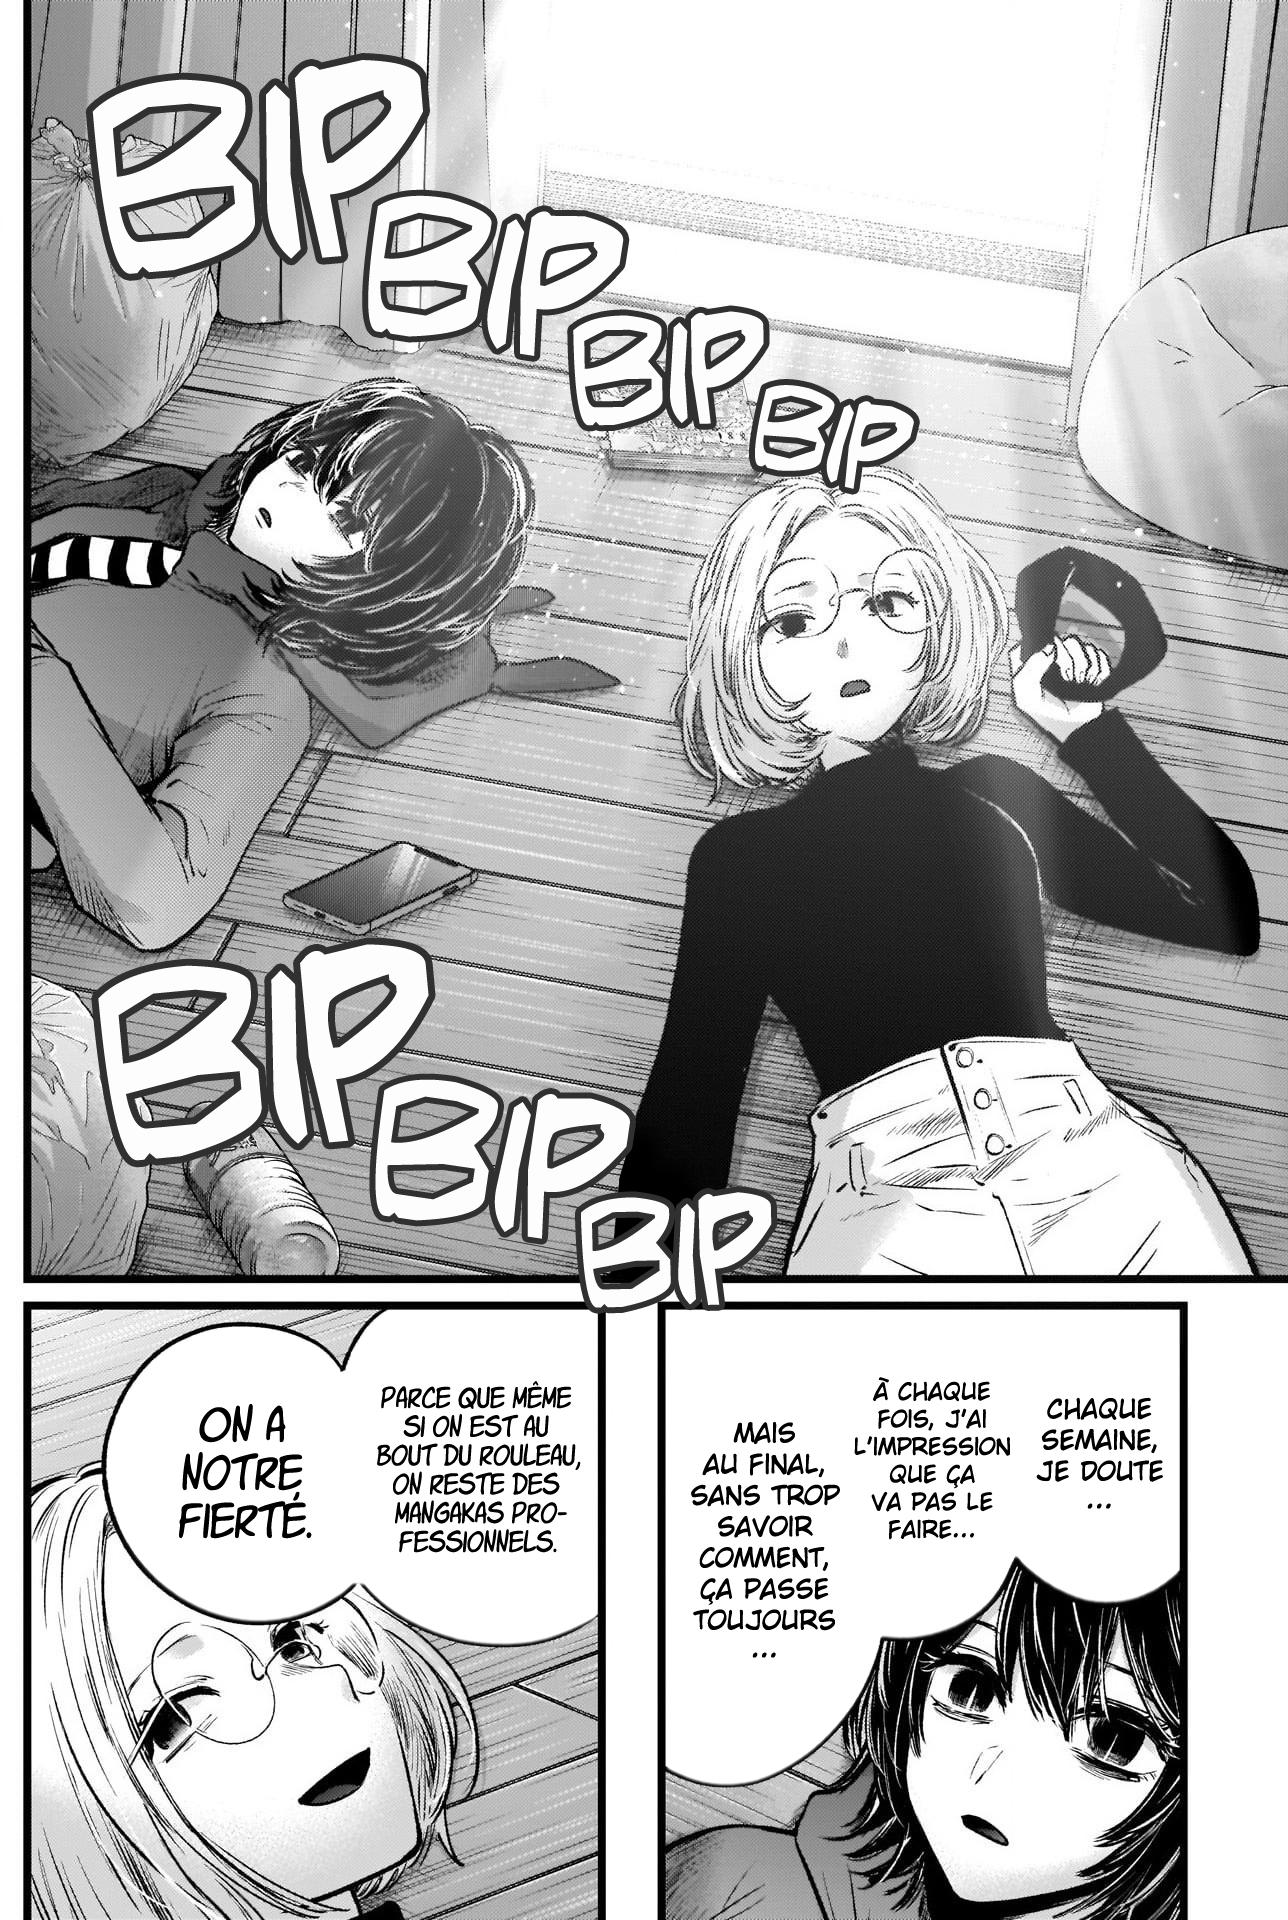 BIP
BIP
BIP
BIP
BIP
BIP
BIP
CHAQUE
SEMAINE,
JE DOUTE
...
À CHAQUE
FOIS, J'AI
L'IMPRESSION
QUE ÇA
VA PAS LE
FAIRE...
MAIS
AU FINAL,
SANS TROP
SAVOIR
COMMENT,
ÇA PASSE
TOUJOURS
...
PARCE QUE MÊME
SI ON EST AU
BOUT DU ROULEAU,
ON RESTE DES
MANGAKAS PRO-
FESSIONNELS.
ON A
NOTRE
FIERTÉ.